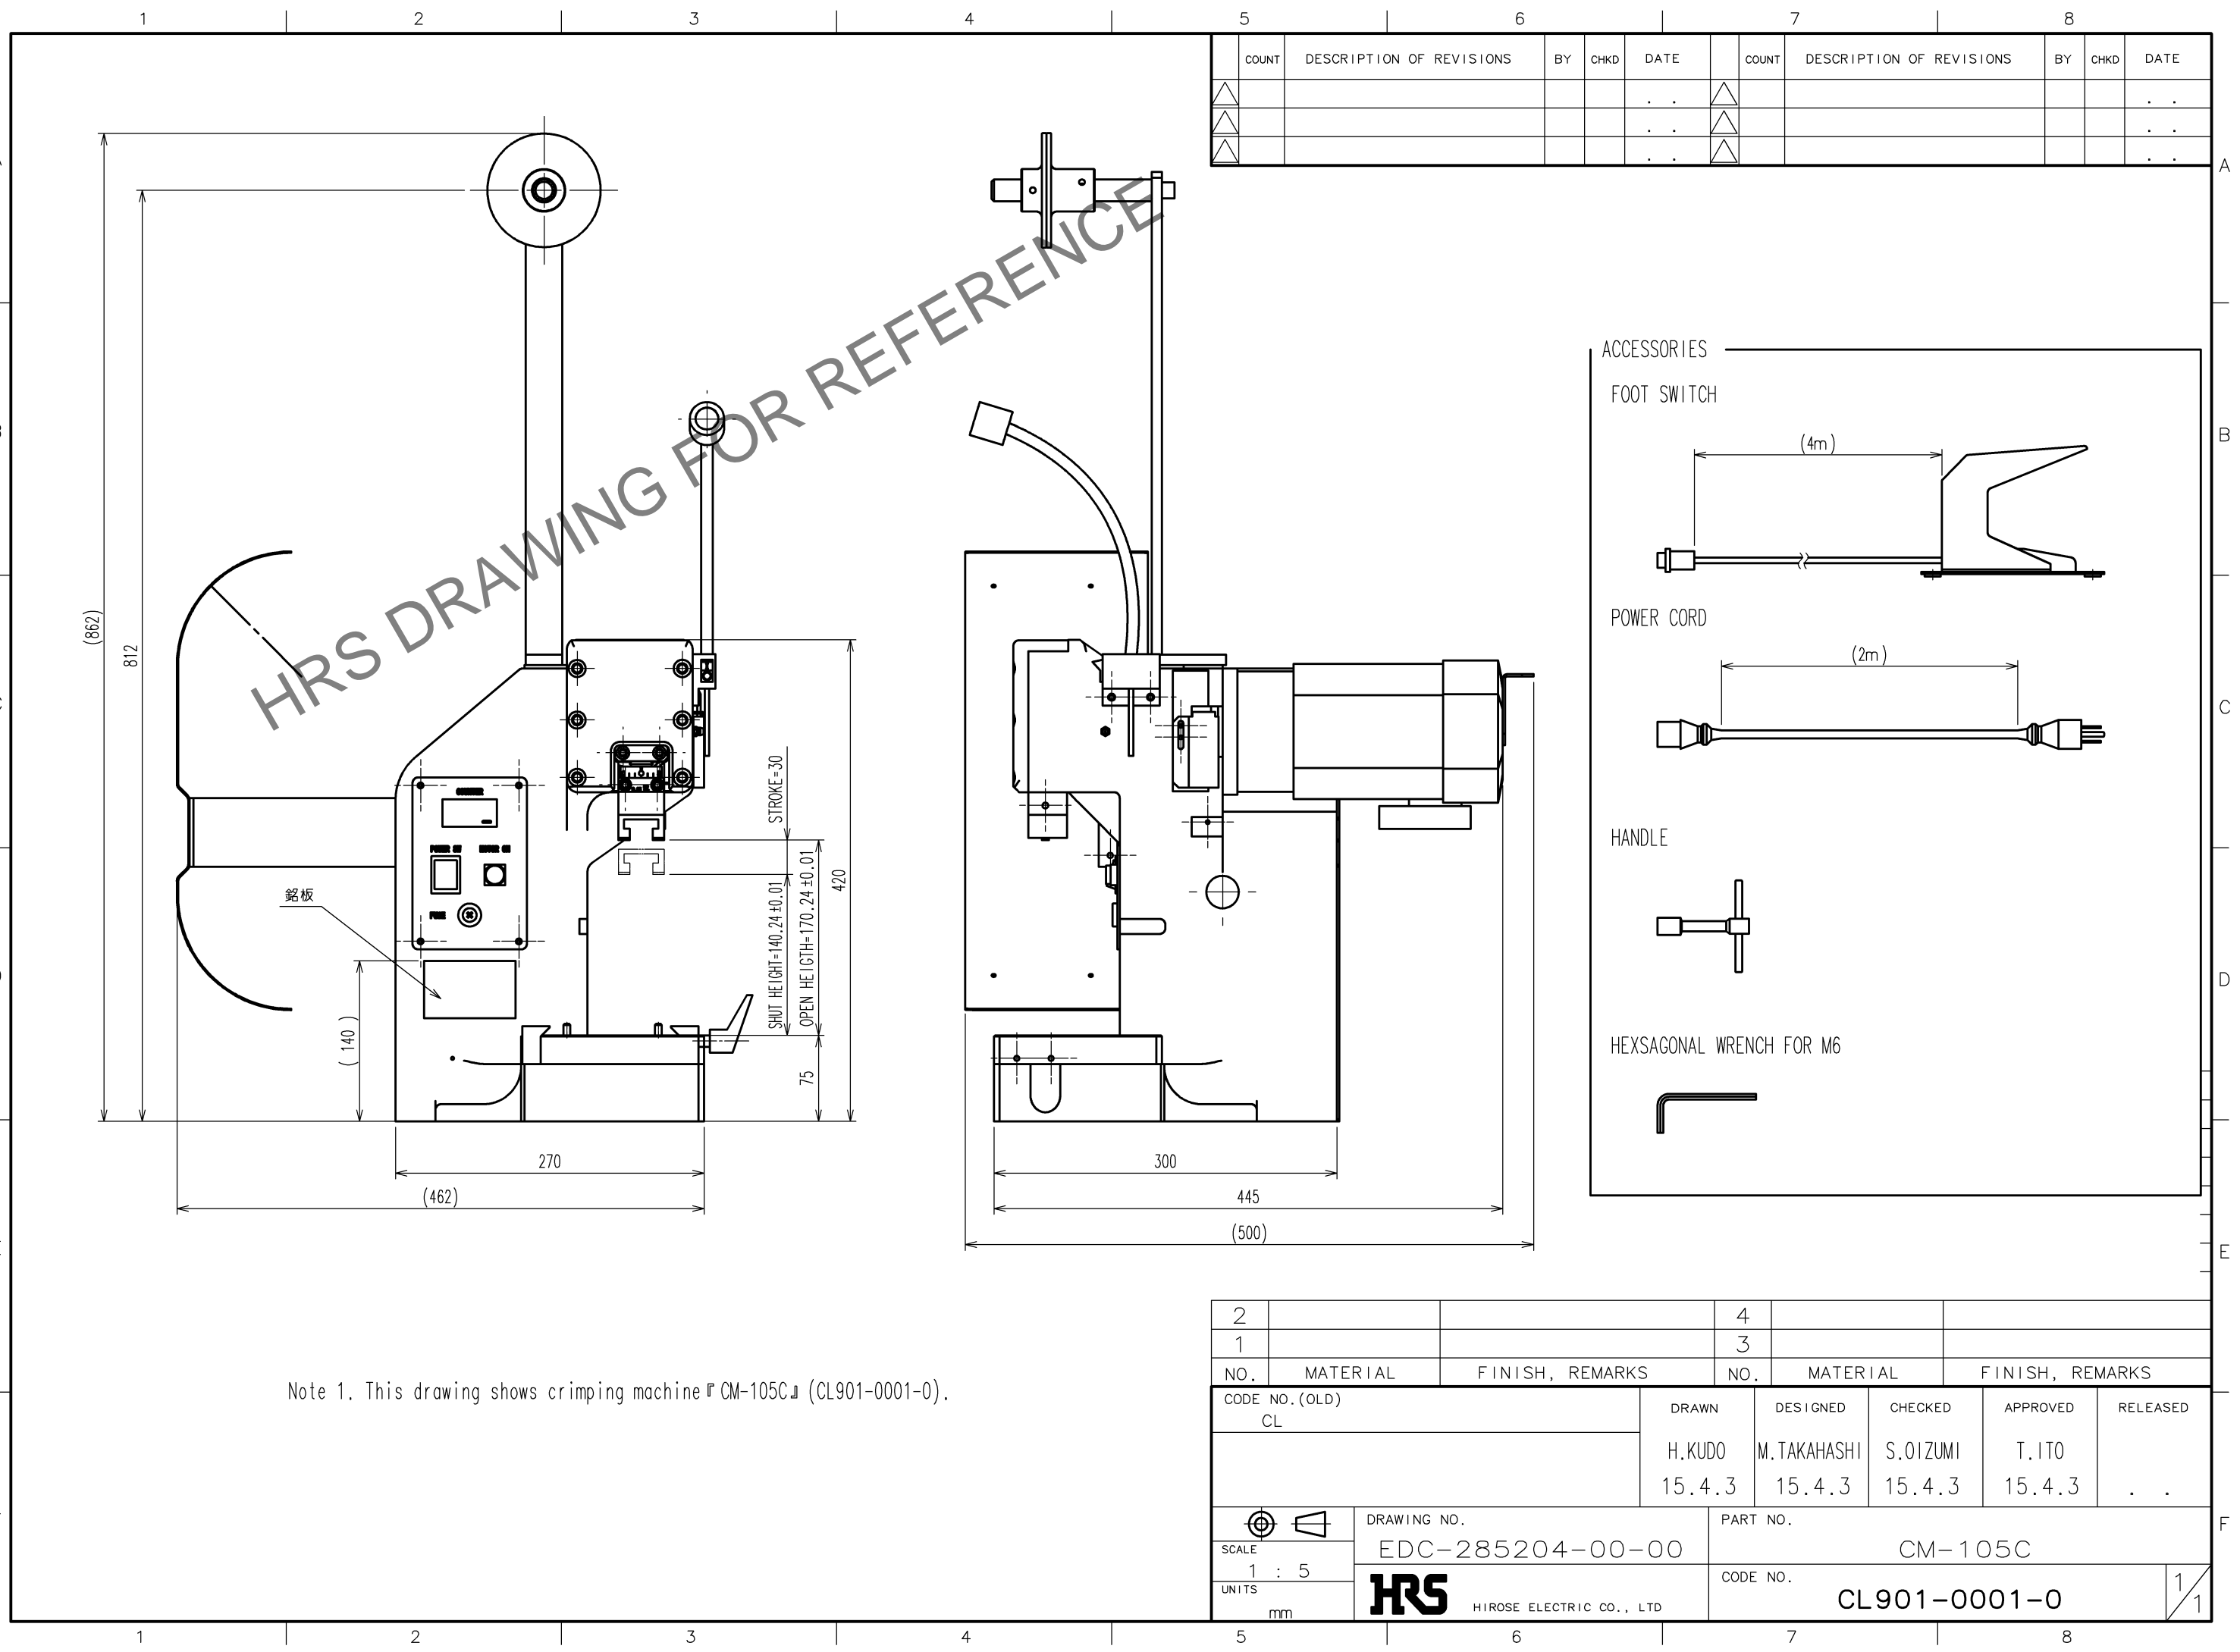 1 2 3 4 5 6 7 8
COUNT DESCRIPTION OF REVISIONS BY CHKD DATE COUNT DESCRIPTION OF REVISIONS BY CHKD DATE
. . . .
. . . .
. . . .
A
B
C
D
E
F
HRS DRAWING FOR REFERENCE
(862)
812
COUNTER
POWER SW MOTOR ON
FUSE
銘板
( 140 )
STROKE=30
SHUT HEIGHT=140.24±0.01
OPEN HEIGTH=170.24±0.01
420
75
270
(462)
300
445
(500)
ACCESSORIES
FOOT SWITCH
(4m)
POWER CORD
(2m)
HANDLE
HEXSAGONAL WRENCH FOR M6
Note 1. This drawing shows crimping machine『CM-105C』(CL901-0001-0).
2 4
1 3
NO. MATERIAL FINISH, REMARKS NO. MATERIAL FINISH, REMARKS
CODE NO.(OLD)
CL
DRAWN DESIGNED CHECKED APPROVED RELEASED
H.KUDO M.TAKAHASHI S.OIZUMI T.ITO
15.4.3 15.4.3 15.4.3 15.4.3 . .
SCALE
1 : 5
UNITS
mm
DRAWING NO.
EDC-285204-00-00
PART NO.
CM-105C
HRS HIROSE ELECTRIC CO., LTD
CODE NO.
CL901-0001-0
1/1
1 2 3 4 5 6 7 8